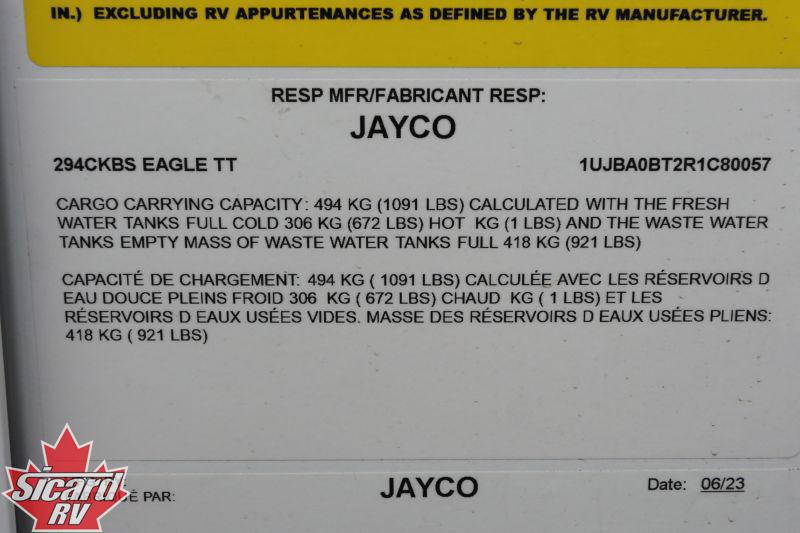 IN.) EXCLUDING RV APPURTENANCES AS DEFINED BY THE RV MANUFACTURER.
RESP MFR/FABRICANT RESP:
JAYCO
294CKBS EAGLE TT 1UJBA0BT2R1C80057
CARGO CARRYING CAPACITY: 494 KG (1091 LBS) CALCULATED WITH THE FRESH
WATER TANKS FULL COLD 306 KG (672 LBS) HOT KG (1 LBS) AND THE WASTE WATER
TANKS EMPTY MASS OF WASTE WATER TANKS FULL 418 KG (921 LBS)
CAPACITÉ DE CHARGEMENT: 494 KG ( 1091 LBS) CALCULÉE AVEC LES RÉSERVOIRS D
EAU DOUCE PLEINS FROID 306 KG ( 672 LBS) CHAUD KG ( 1 LBS) ET LES
RÉSERVOIRS D EAUX USÉES VIDES. MASSE DES RÉSERVOIRS D EAUX USÉES PLIENS:
418 KG ( 921 LBS)
PAR: JAYCO Date: 06/23
Sicard
RV